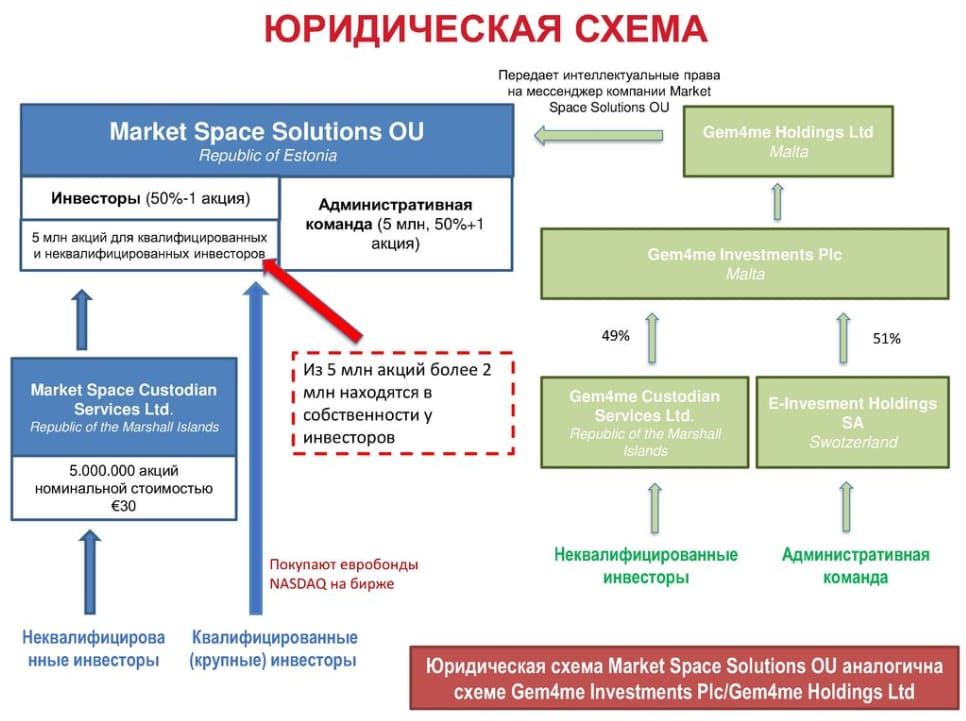 ЮРИДИЧЕСКАЯ СХЕМА
Передает интеллектуальные права
на мессенджер компании Market
Space Solutions OU
Market Space Solutions OU
Republic of Estonia
Gem4me Holdings Ltd
Malta
Инвесторы (50%-1 акция)
5 млн акций для квалифицированных
и неквалифицированных инвесторов
Административная
команда (5 млн, 50%+1
акция)
Gem4me Investments Plc
Malta
49%
51%
Market Space Custodian
Services Ltd.
Republic of the Marshall Islands
5.000.000 акций
номинальной стоимостью
€30
Из 5 млн акций более 2
млн находятся в
собственности у
инвесторов
Gem4me Custodian
Services Ltd.
Republic of the Marshall
Islands
E-Invesment Holdings
SA
Swotzerland
Покупают евробонды
NASDAQ на бирже
Неквалифицированные
инвесторы
Административная
команда
Неквалифицирова
нные инвесторы
Квалифицированные
(крупные) инвесторы
Юридическая схема Market Space Solutions OU аналогична
схеме Gem4me Investments Plc/Gem4me Holdings Ltd